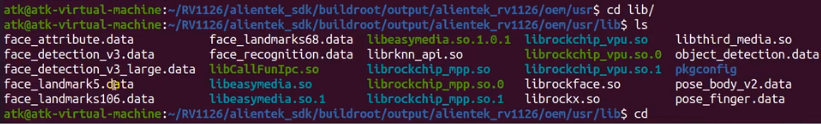 atk@atk-virtual-machine:~/RV1126/alientek_sdk/buildroot/output/alientek_rv1126/oem/usr$ cd lib/
atk@atk-virtual-machine:~/RV1126/alientek_sdk/buildroot/output/alientek_rv1126/oem/usr/lib$ ls
face_attribute.data face_landmarks68.data libeasymedia.so.1.0.1 librockchip_vpu.so libthird_media.so
face_detection_v3.data face_recognition.data librknn_api.so librockchip_vpu.so.0 object_detection.data
face_detection_v3_large.data libCallFunIpc.so librockchip_mpp.so librockchip_vpu.so.1 pkgconfig
face_landmark5.data libeasymedia.so librockchip_mpp.so.0 librockface.so pose_body_v2.data
face_landmarks106.data libeasymedia.so.1 librockchip_mpp.so.1 librockx.so pose_finger.data
atk@atk-virtual-machine:~/RV1126/alientek_sdk/buildroot/output/alientek_rv1126/oem/usr/lib$ cd